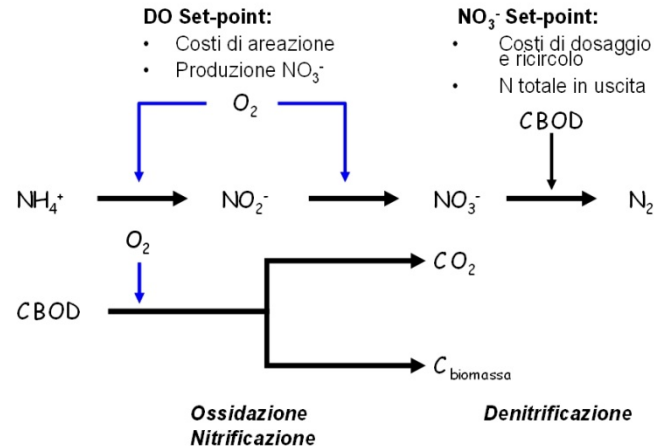 DO Set-point:
• Costi di areazione
• Produzione NO₃⁻
NO₃⁻ Set-point:
• Costi di dosaggio
e ricircolo
• N totale in uscita
O₂
CBOD
NH₄⁺
NO₂⁻
NO₃⁻
N₂
O₂
CO₂
CBOD
C biomassa
Ossidazione
Nitrificazione
Denitrificazione